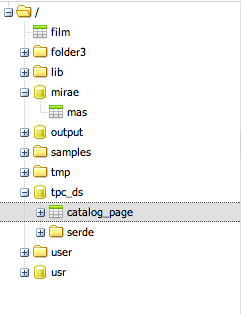 /
film
folder3
lib
mirae
mas
output
samples
tmp
tpc_ds
catalog_page
serde
user
usr